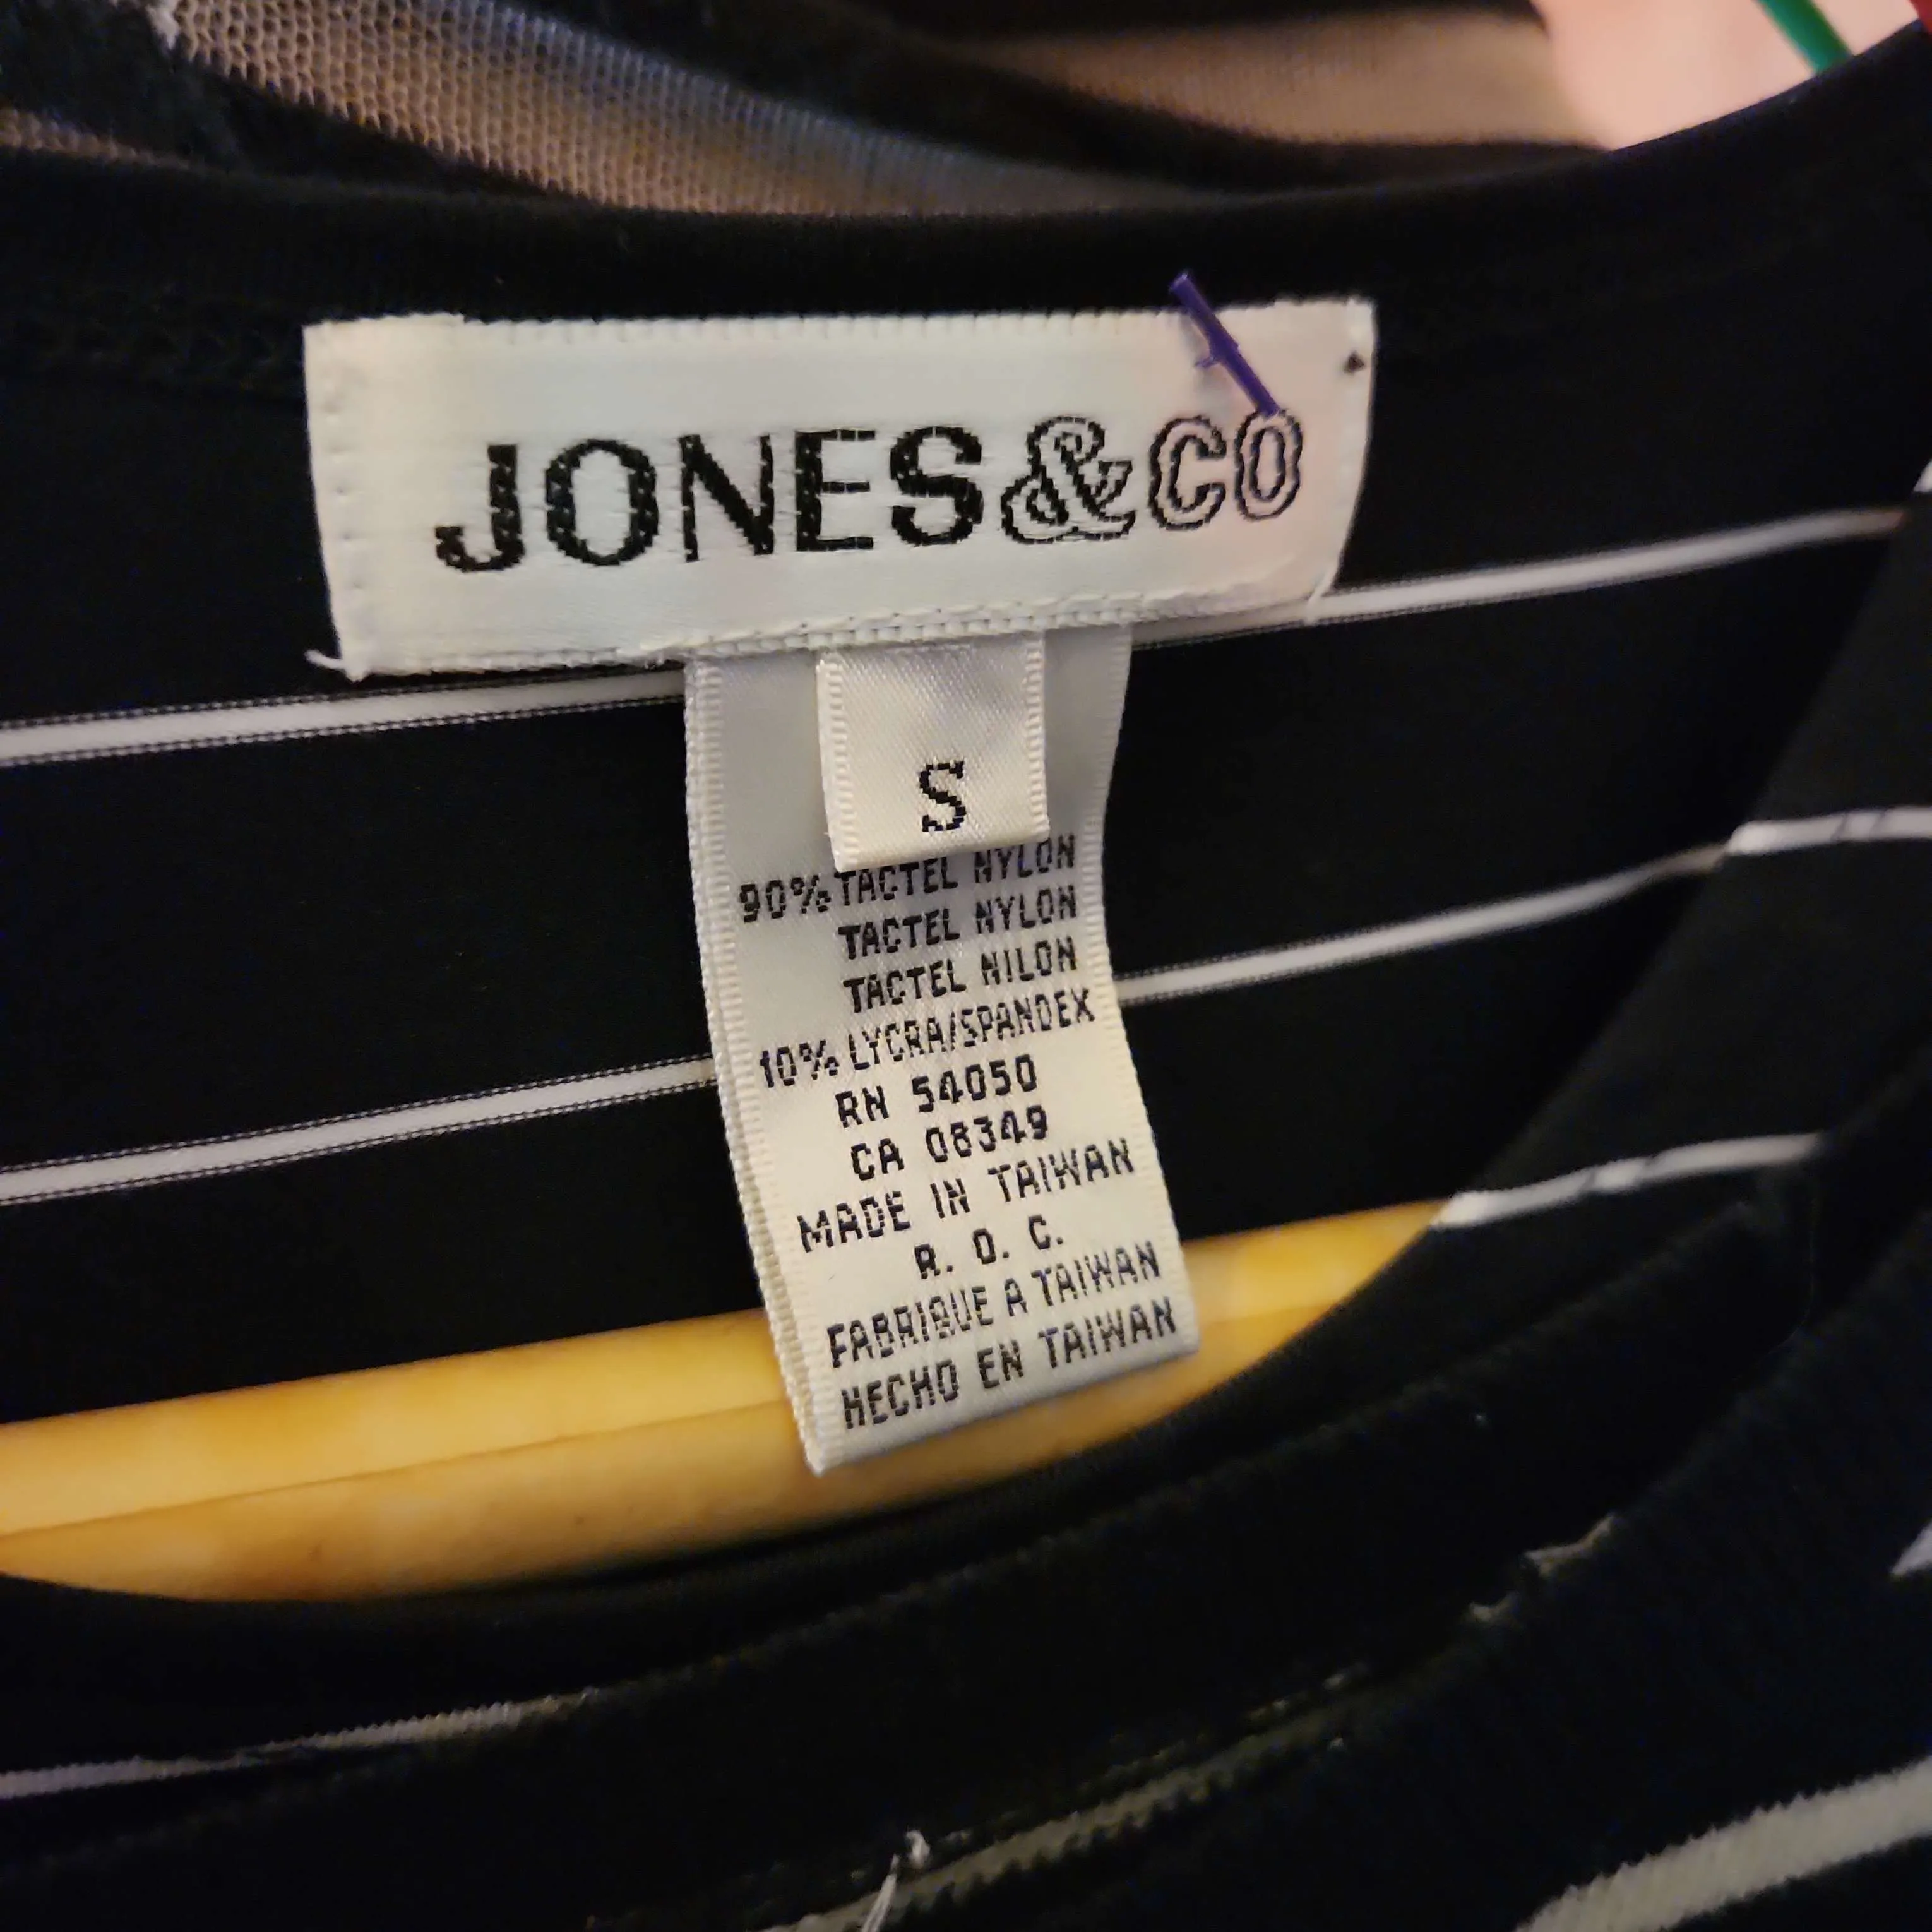 JONES&CO
S
90% TACTEL NYLON
TACTEL NYLON
TACTEL NILON
10% LYCRA/SPANDEX
RN 54050
CA 08349
MADE IN TAIWAN
R. O. C.
FABRIQUE A TAIWAN
HECHO EN TAIWAN